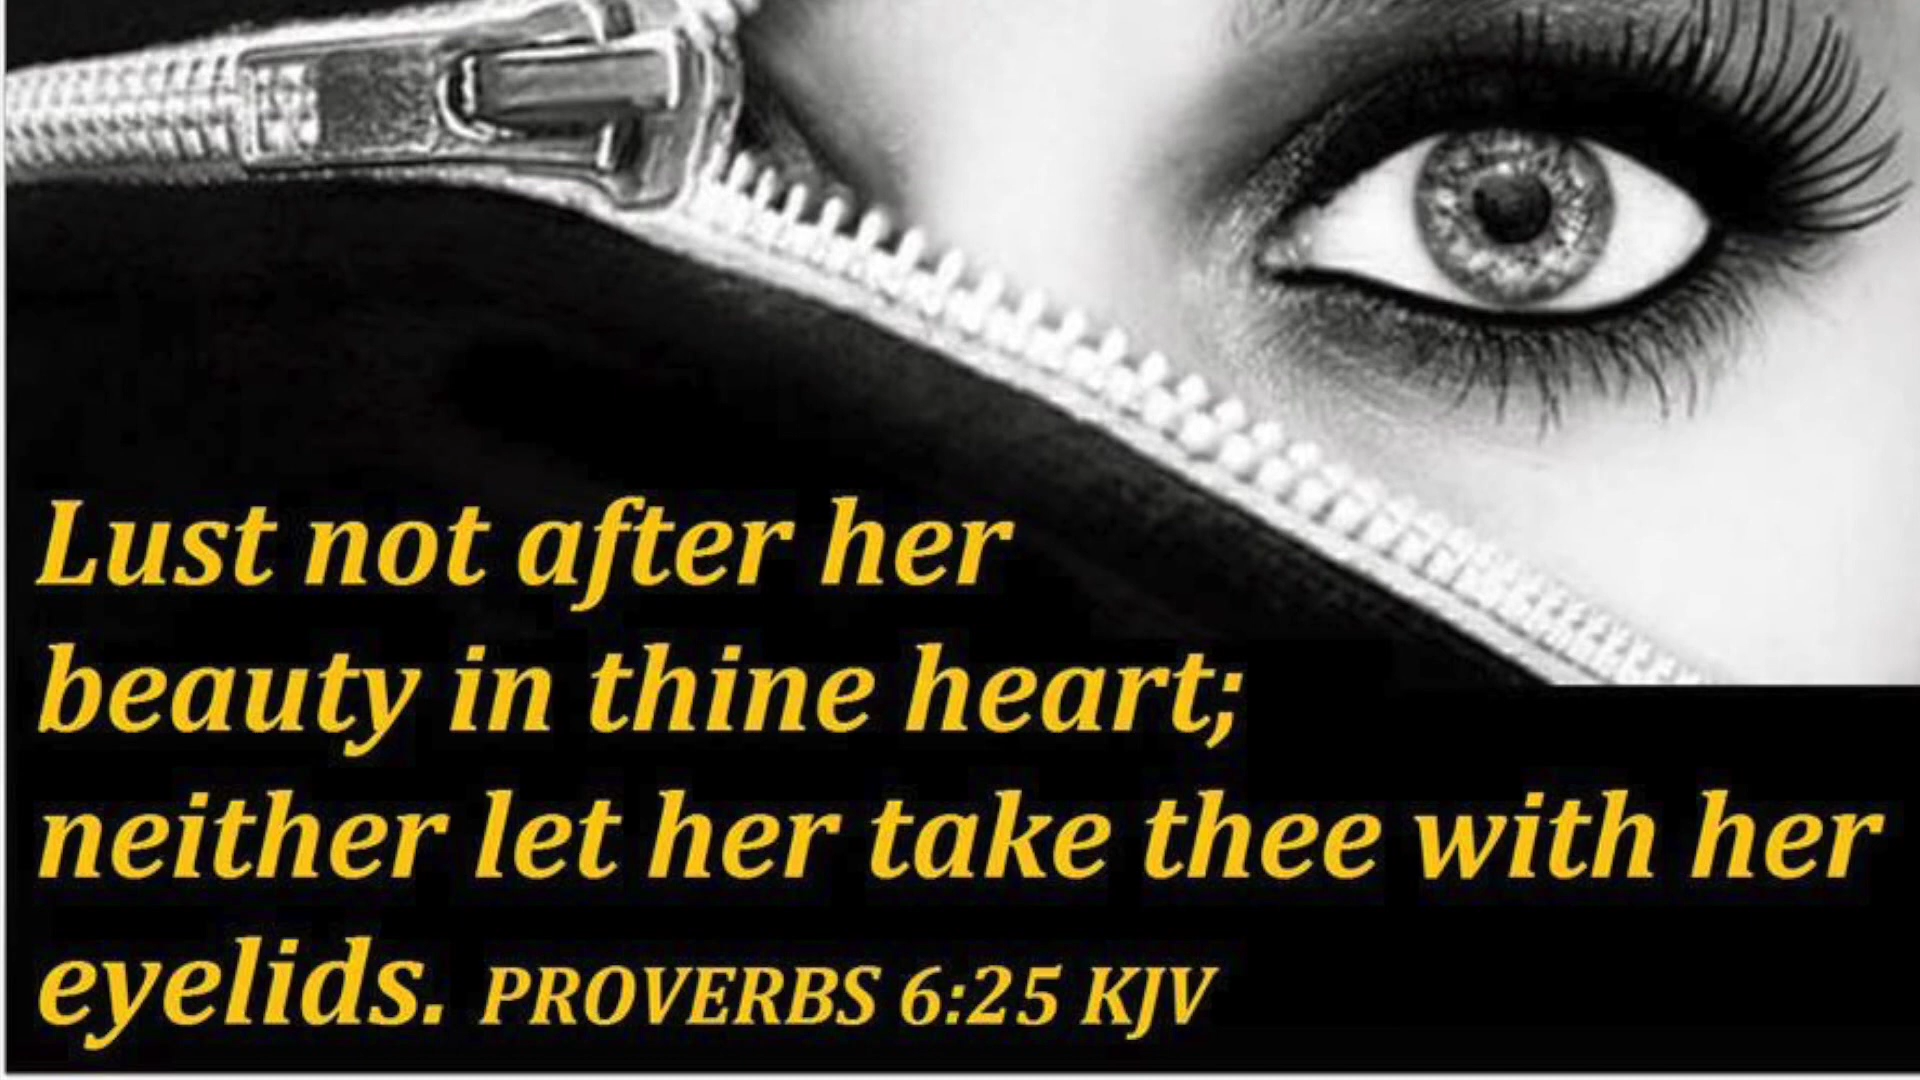 Lust not after her
beauty in thine heart;
neither let her take thee with her
eyelids. PROVERBS 6:25 KJV